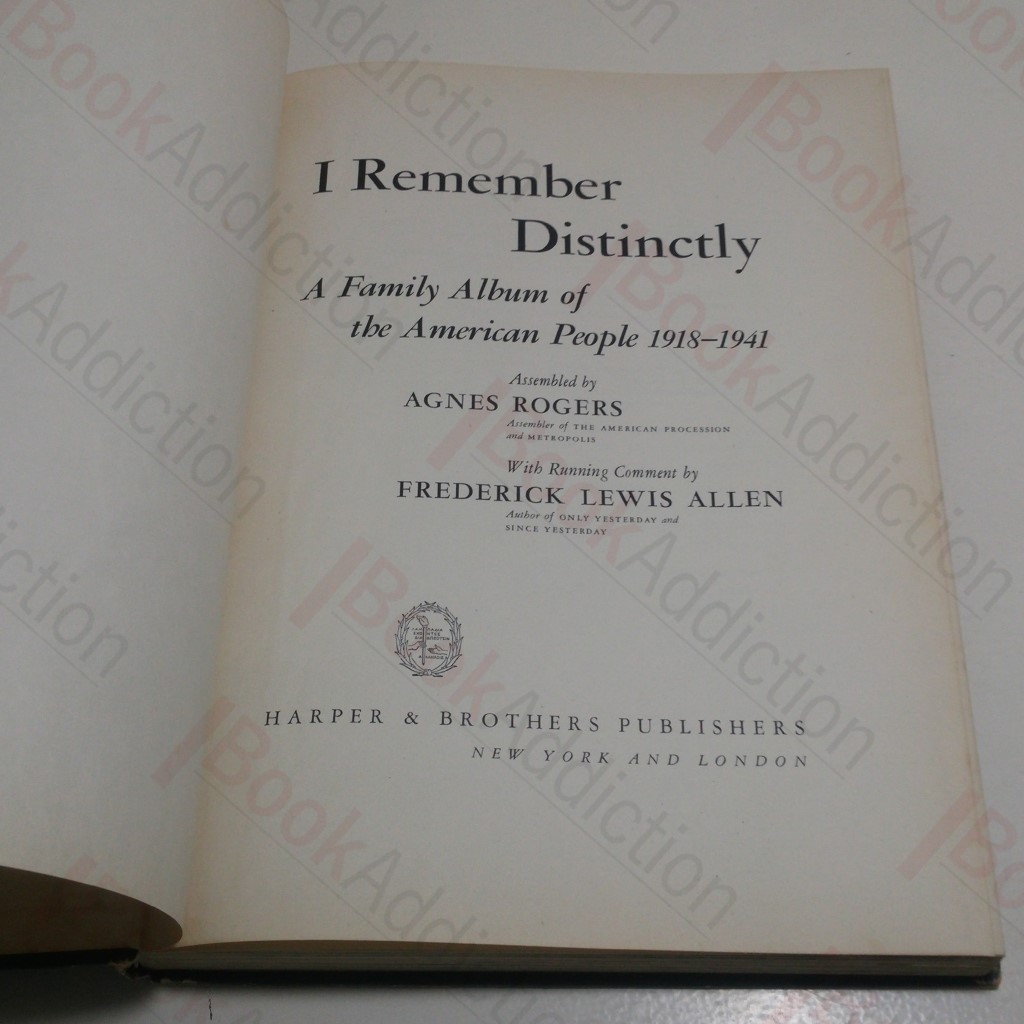 I Remember
Distinctly
A Family Album of
the American People 1918–1941
Assembled by
AGNES ROGERS
Assembler of THE AMERICAN PROCESSION
and METROPOLIS
With Running Comment by
FREDERICK LEWIS ALLEN
Author of ONLY YESTERDAY and
SINCE YESTERDAY
HARPER & BROTHERS PUBLISHERS
NEW YORK AND LONDON
BookAddiction